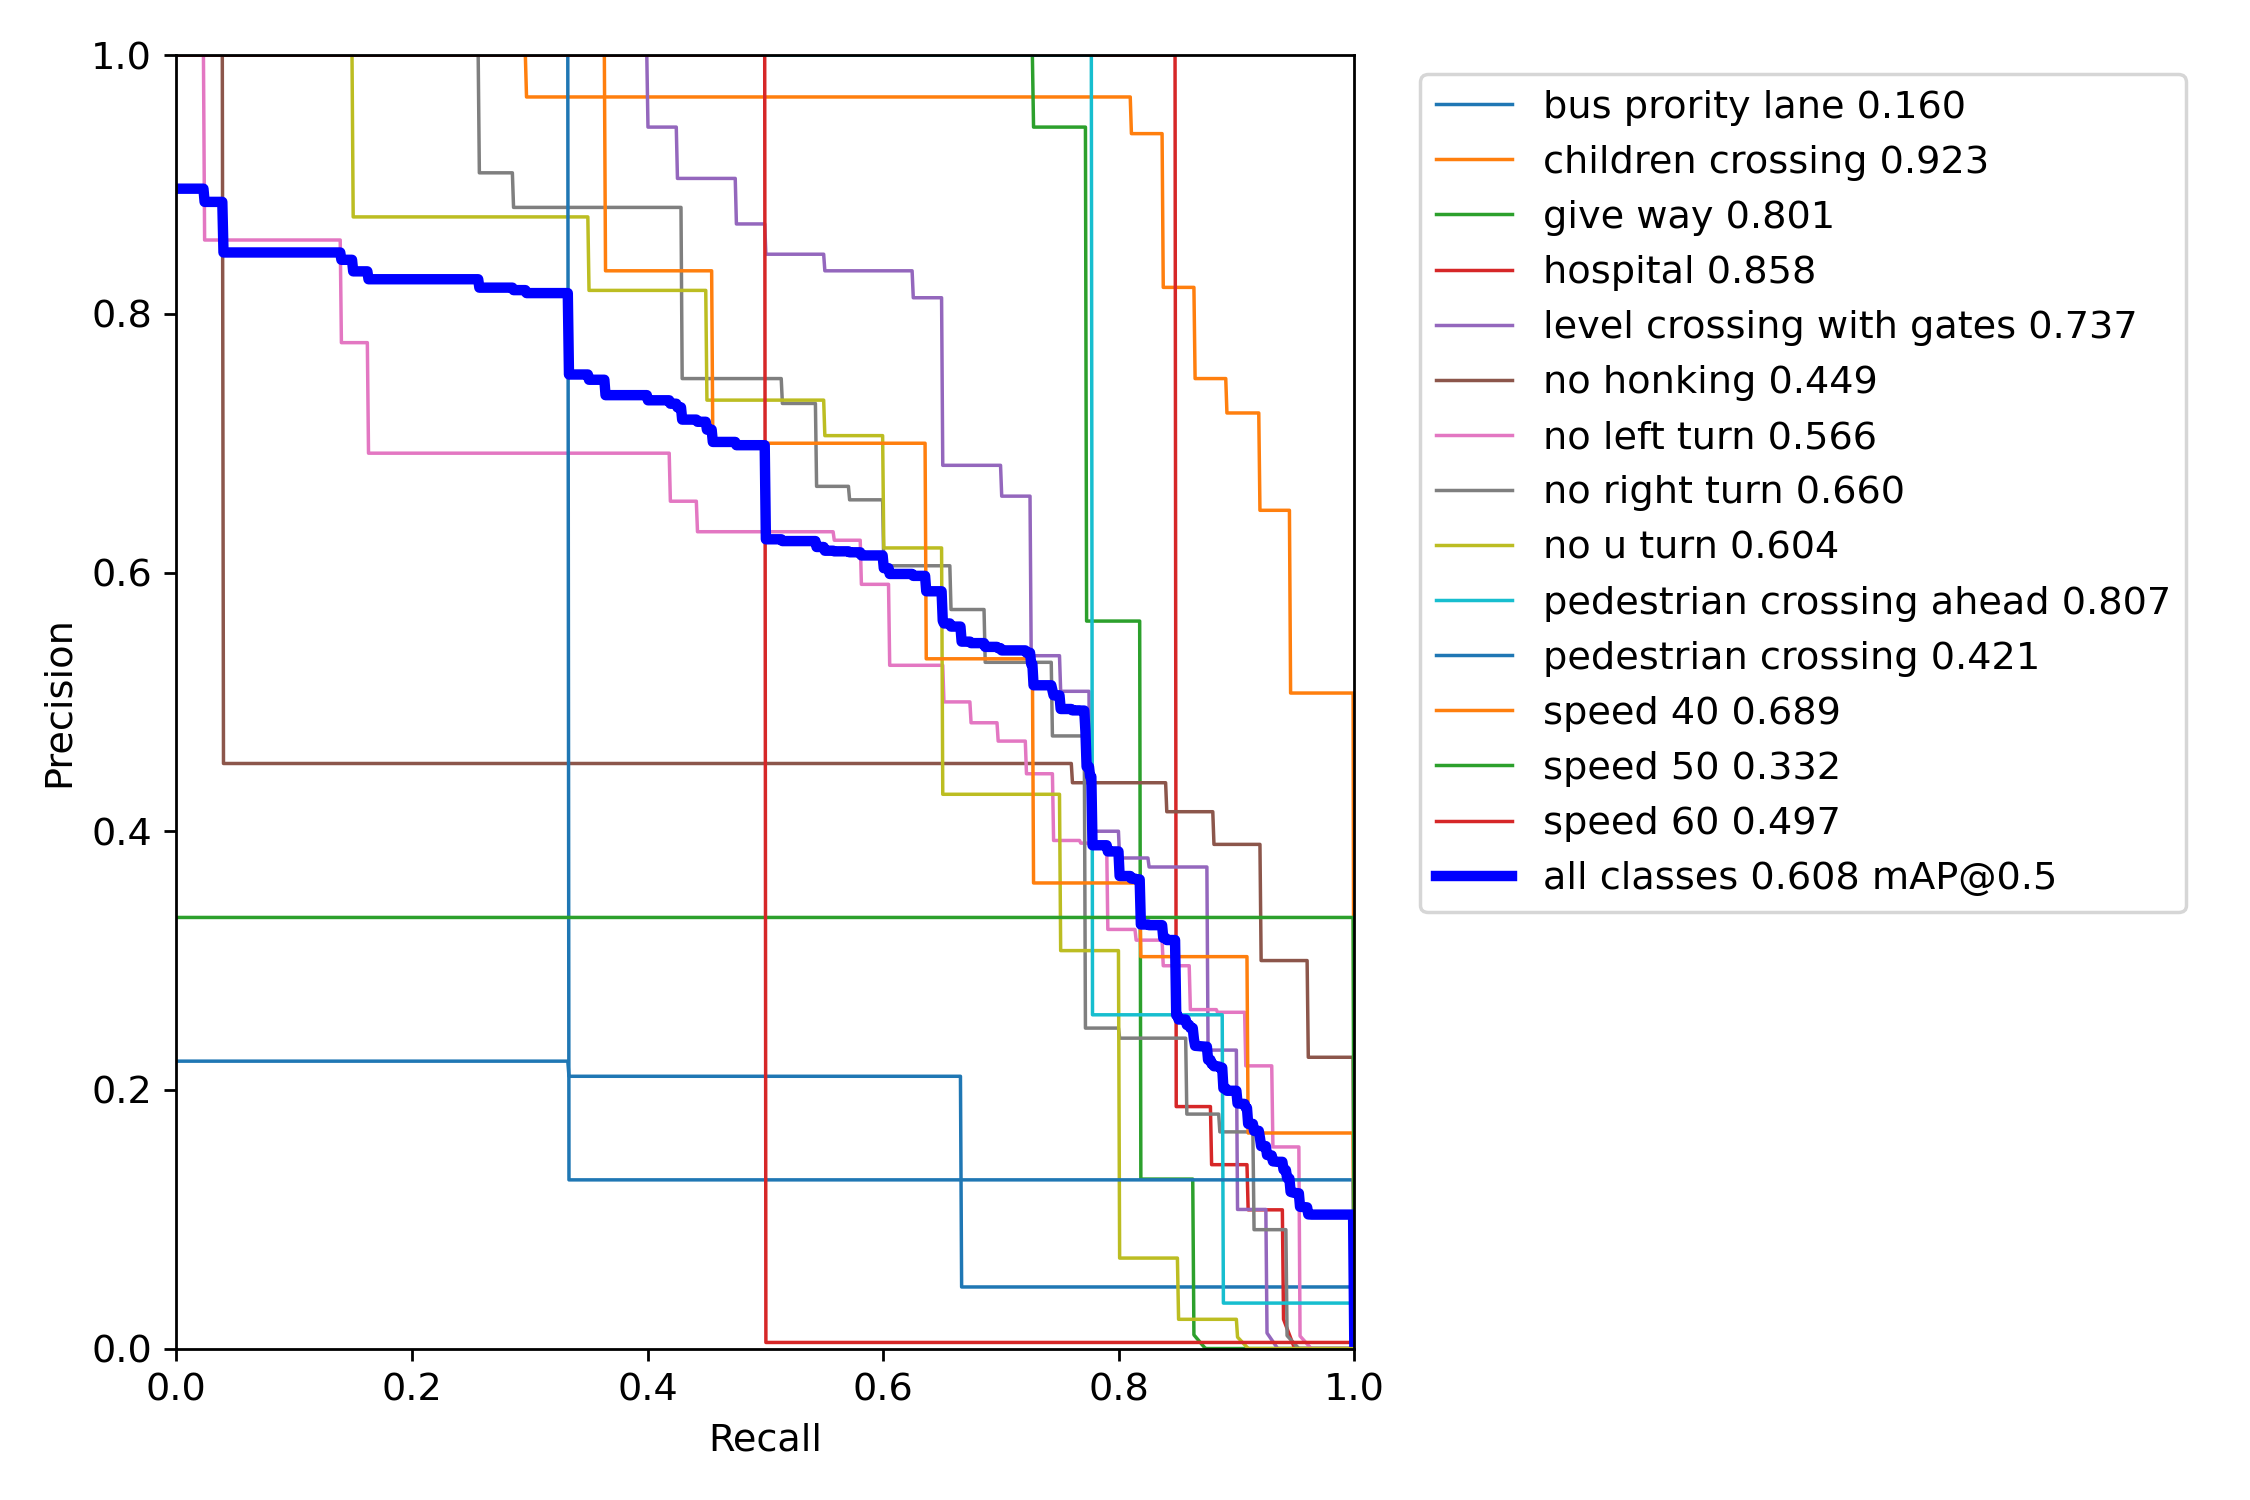 1.0
0.8
0.6
0.4
0.2
0.0
Precision
0.0 0.2 0.4 0.6 0.8 1.0
Recall
bus prority lane 0.160
children crossing 0.923
give way 0.801
hospital 0.858
level crossing with gates 0.737
no honking 0.449
no left turn 0.566
no right turn 0.660
no u turn 0.604
pedestrian crossing ahead 0.807
pedestrian crossing 0.421
speed 40 0.689
speed 50 0.332
speed 60 0.497
all classes 0.608 mAP@0.5